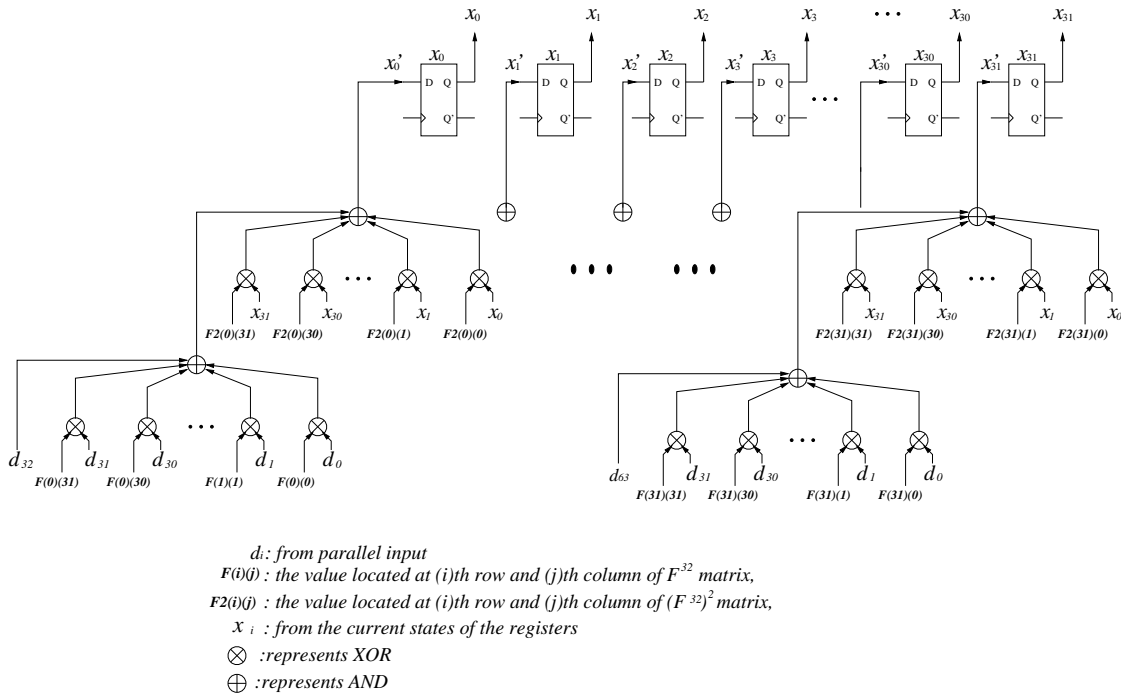 x0 x1 x2 x3 ••• x30 x31
x0' x0 x1' x1 x2' x2 x3' x3 x30' x30 x31' x31
D Q D Q D Q D Q D Q D Q
•••
Q' Q' Q' Q' Q' Q'
••• ••• ••• •••
x31 x30 x1 x0 x31 x30 x1 x0
F2(0)(31) F2(0)(30) F2(0)(1) F2(0)(0) F2(31)(31) F2(31)(30) F2(31)(1) F2(31)(0)
••• •••
d32 d31 d30 d1 d0 d63 d31 d30 d1 d0
F(0)(31) F(0)(30) F(1)(1) F(0)(0) F(31)(31) F(31)(30) F(31)(1) F(31)(0)
di : from parallel input
F(i)(j) : the value located at (i)th row and (j)th column of F^32 matrix,
F2(i)(j) : the value located at (i)th row and (j)th column of (F^32)^2 matrix,
x i : from the current states of the registers
⊗ :represents XOR
⊕ :represents AND